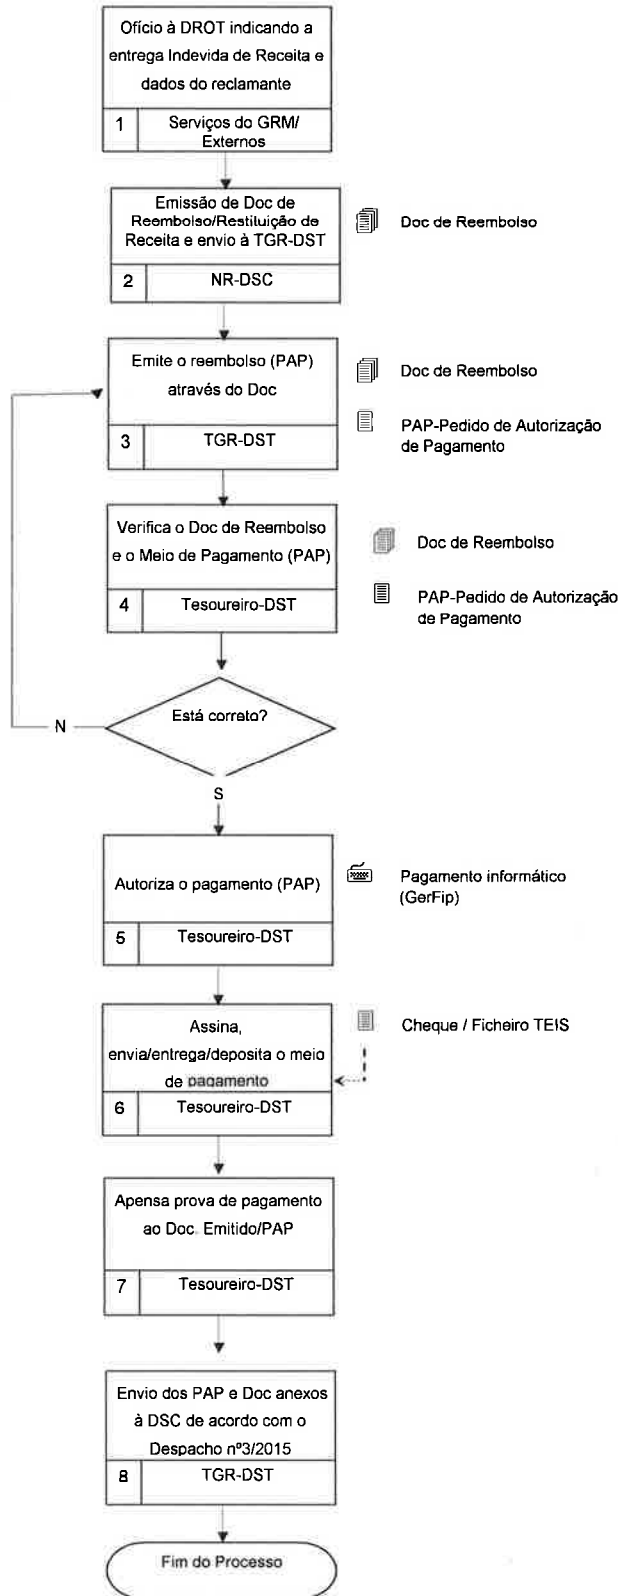 Ofício à DROT indicando a
entrega Indevida de Receita e
dados do reclamante
1
Serviços do GRM/
Externos
Emissão de Doc de
Reembolso/Restituição de
Receita e envio à TGR-DST
2
NR-DSC
Doc de Reembolso
Emite o reembolso (PAP)
através do Doc
3
TGR-DST
Doc de Reembolso
PAP-Pedido de Autorização
de Pagamento
Verifica o Doc de Reembolso
e o Meio de Pagamento (PAP)
4
Tesoureiro-DST
Doc de Reembolso
PAP-Pedido de Autorização
de Pagamento
Está correto?
N
S
Autoriza o pagamento (PAP)
5
Tesoureiro-DST
Pagamento informático
(GerFip)
Assina,
envia/entrega/deposita o meio
de pagamento
6
Tesoureiro-DST
Cheque / Ficheiro TEIS
Apensa prova de pagamento
ao Doc. Emitido/PAP
7
Tesoureiro-DST
Envio dos PAP e Doc anexos
à DSC de acordo com o
Despacho nº3/2015
8
TGR-DST
Fim do Processo